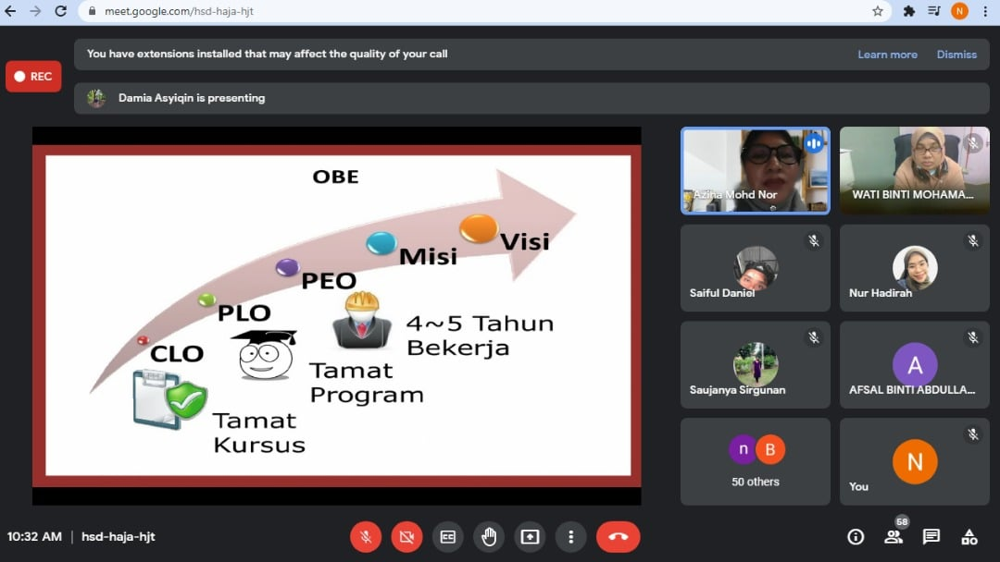 meet.google.com/hsd-haja-hjt
N
You have extensions installed that may affect the quality of your call
Learn more
Dismiss
REC
Damia Asyiqin is presenting
OBE
Visi
Misi
PEO
PLO
CLO
4~5 Tahun
Bekerja
Tamat
Program
Tamat
Kursus
Aziha Mohd Nor
WATI BINTI MOHAMA...
Saiful Daniel
Nur Hadirah
Saujanya Sirgunan
A
AFSAL BINTI ABDULLA...
n
B
50 others
N
You
10:32 AM
hsd-haja-hjt
CC
58